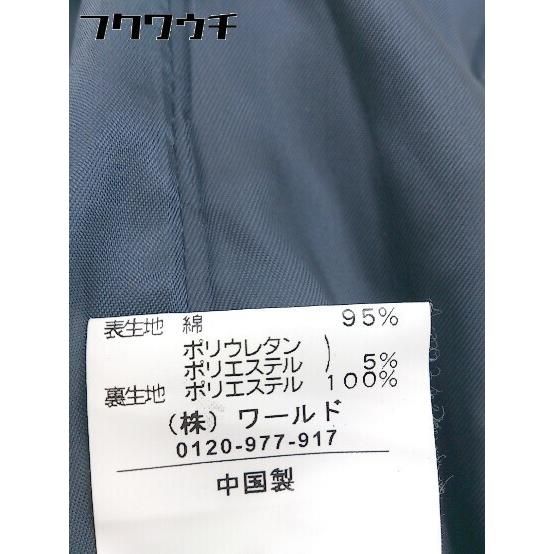 フクワウチ
表生地 綿 95%
ポリウレタン
ポリエステル ) 5%
裏生地 ポリエステル 100%
(株) ワールド
0120-977-917
中国製